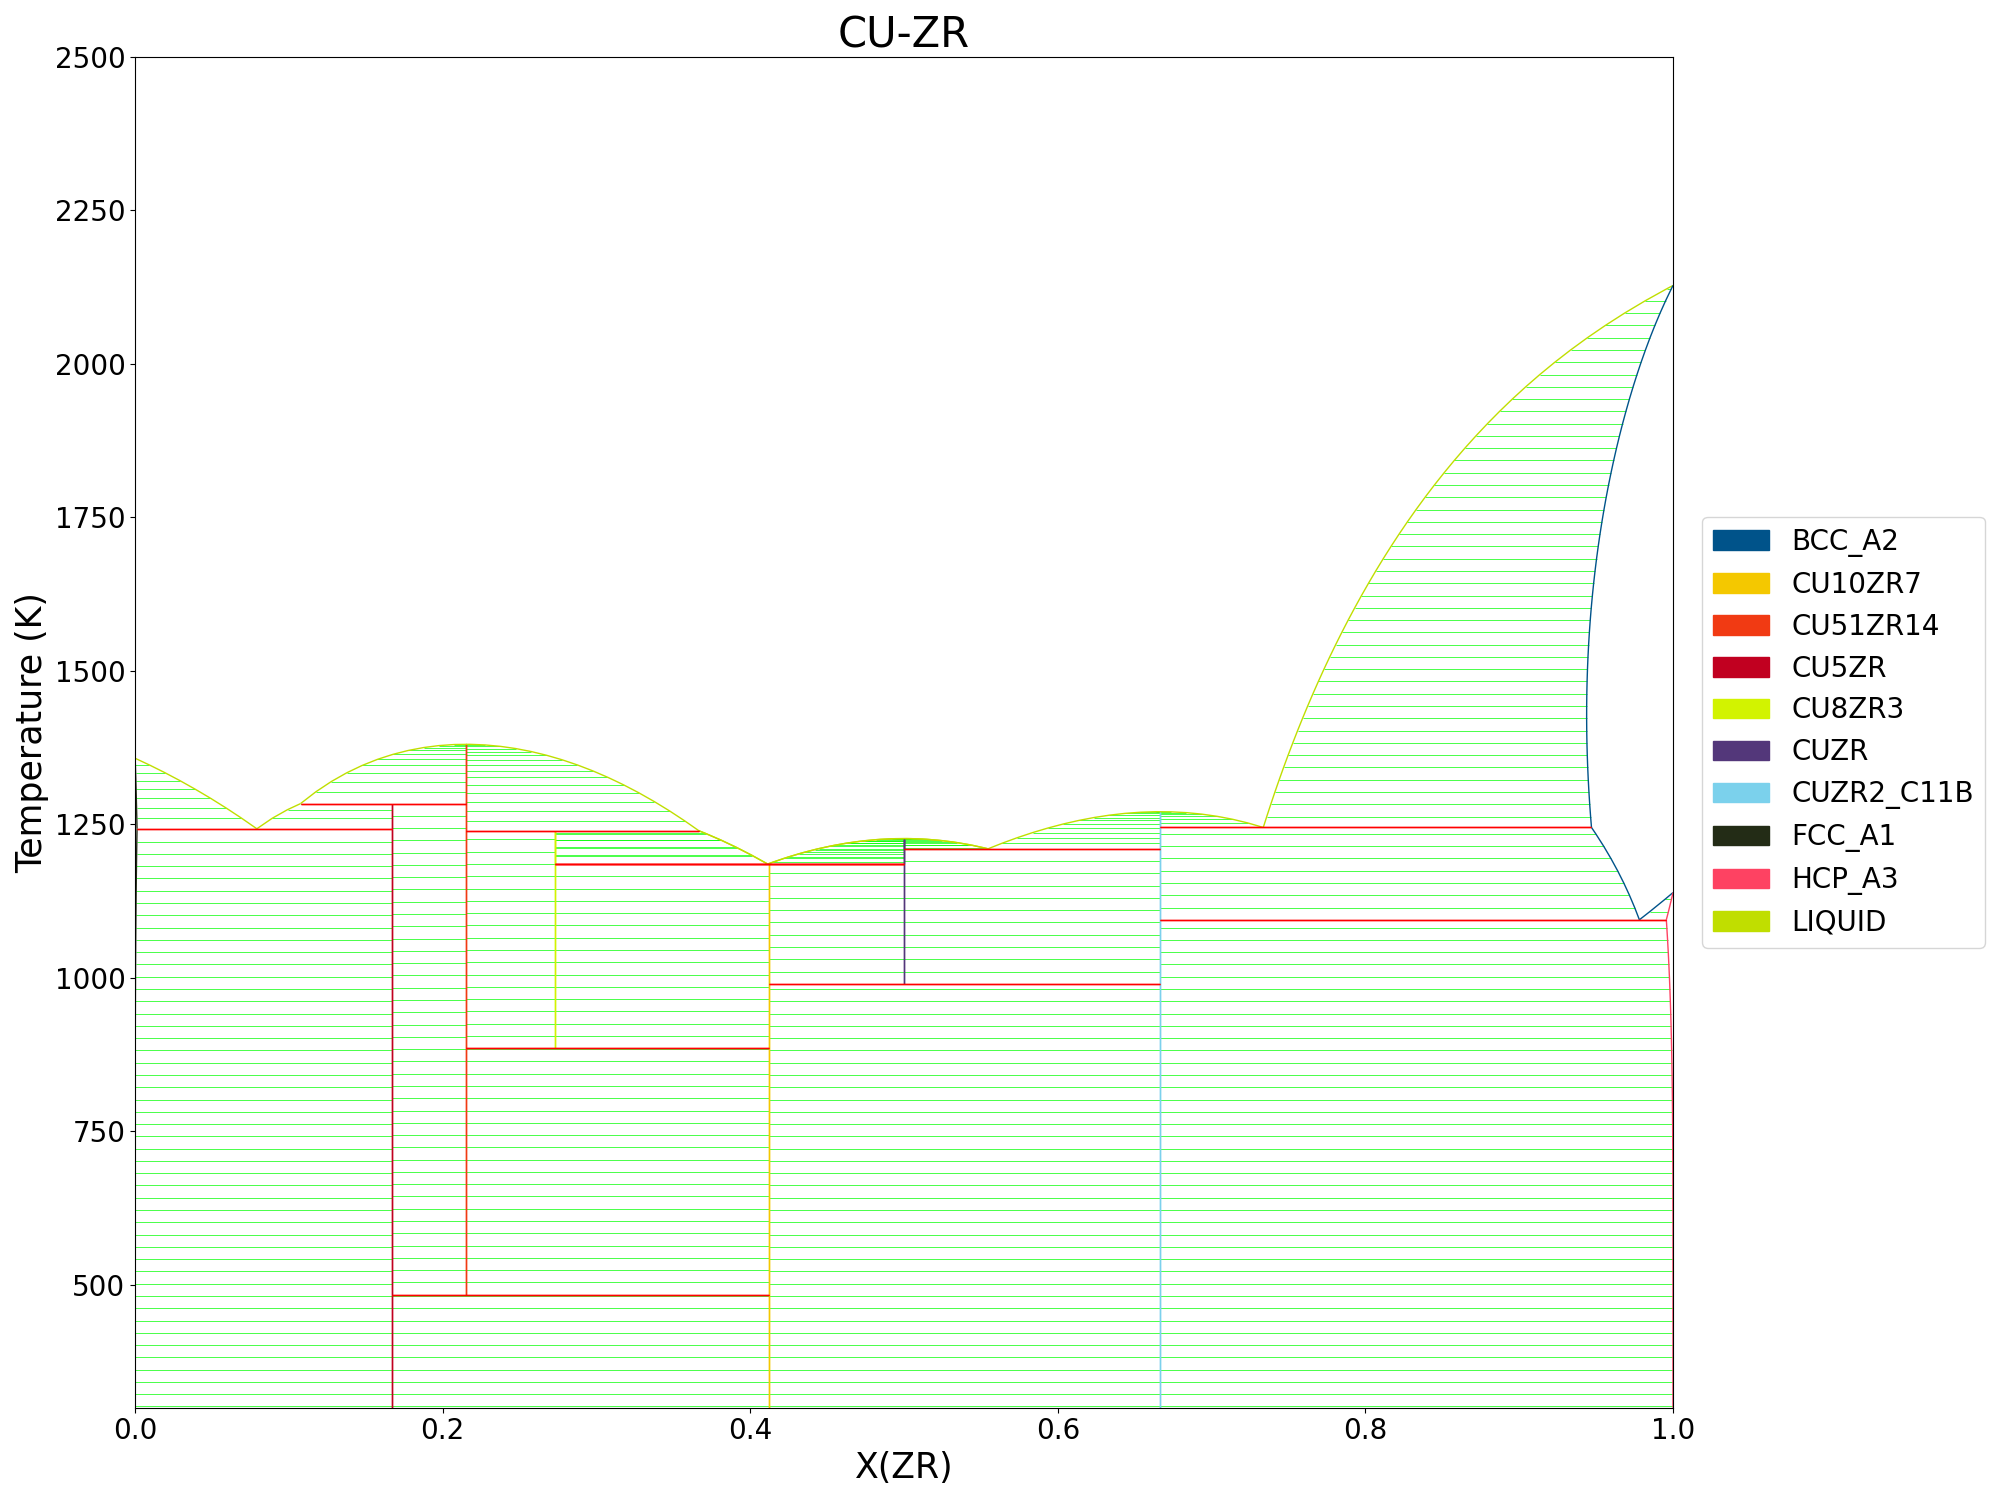 CU-ZR
2500
2250
2000
1750
1500
1250
1000
750
500
Temperature (K)
0.0 0.2 0.4 0.6 0.8 1.0
X(ZR)
BCC_A2
CU10ZR7
CU51ZR14
CU5ZR
CU8ZR3
CUZR
CUZR2_C11B
FCC_A1
HCP_A3
LIQUID